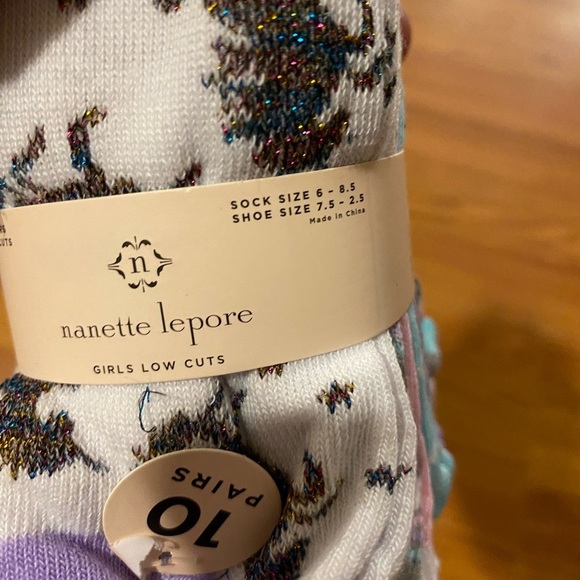 SOCK SIZE 6 - 8.5
SHOE SIZE 7.5 - 2.5
Made in China
n
nanette lepore
GIRLS LOW CUTS
10
PAIRS